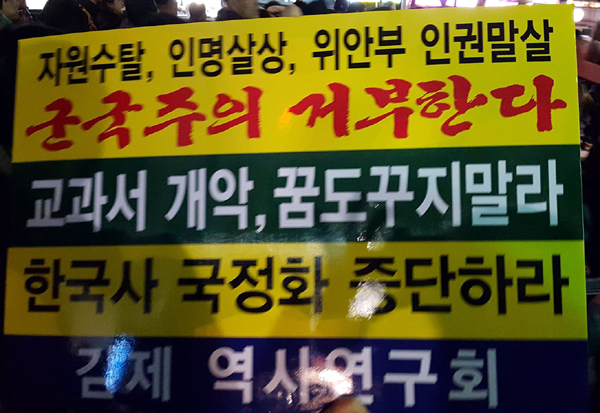 자원수탈, 인명살상, 위안부 인권말살
군국주의 거부한다
교과서 개악, 꿈도꾸지말라
한국사 국정화 중단하라
김제 역사연구회